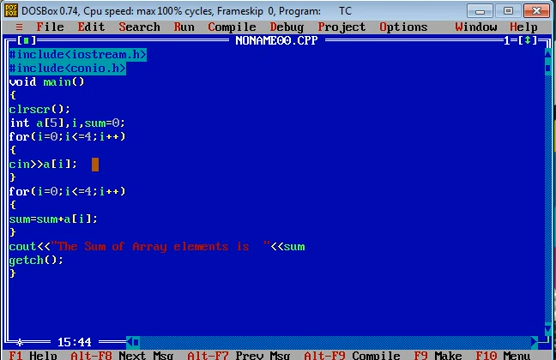 DOSBox 0.74, Cpu speed: max 100% cycles, Frameskip 0, Program: TC
≡ File Edit Search Run Compile Debug Project Options Window Help
[■] NONAME00.CPP 1=[↕]
#include<iostream.h>
#include<conio.h>
void main()
{
clrscr();
int a[5],i,sum=0;
for(i=0;i<=4;i++)
{
cin>>a[i];
}
for(i=0;i<=4;i++)
{
sum=sum+a[i];
}
cout<<"The Sum of Array elements is "<<sum
getch();
}
15:44
F1 Help Alt-F8 Next Msg Alt-F7 Prev Msg Alt-F9 Compile F9 Make F10 Menu